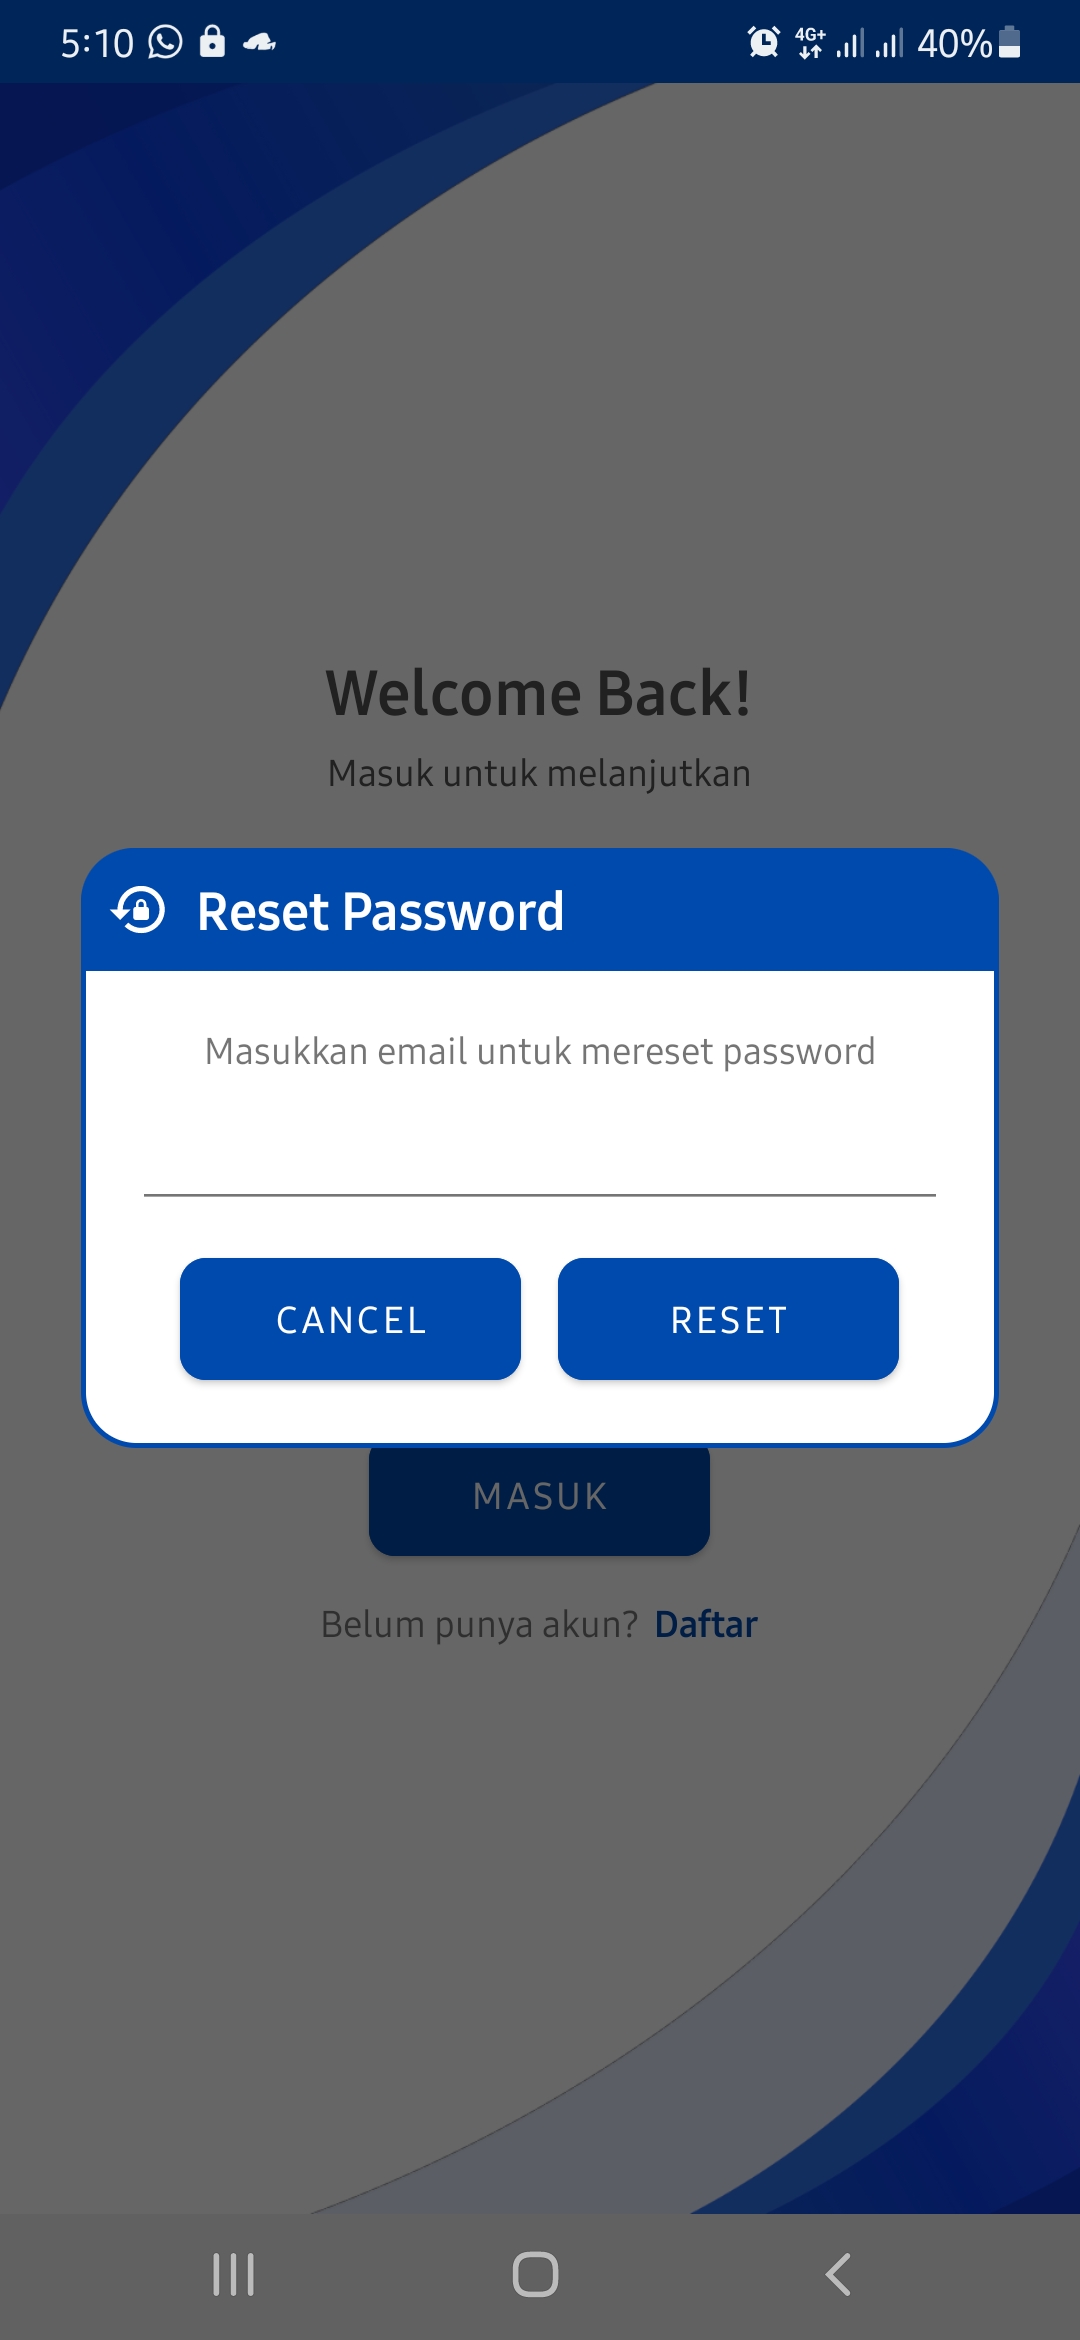 5:10
4G+
40%
Welcome Back!
Masuk untuk melanjutkan
Reset Password
Masukkan email untuk mereset password
CANCEL
RESET
MASUK
Belum punya akun? Daftar